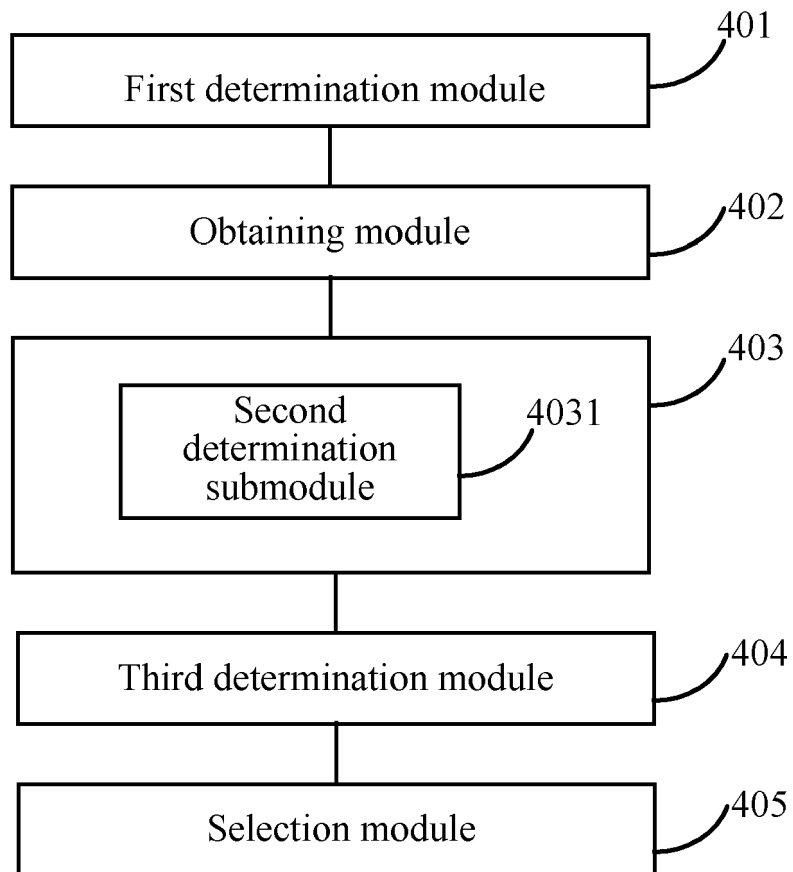 401
First determination module
402
Obtaining module
403
Second
determination
submodule
4031
404
Third determination module
405
Selection module